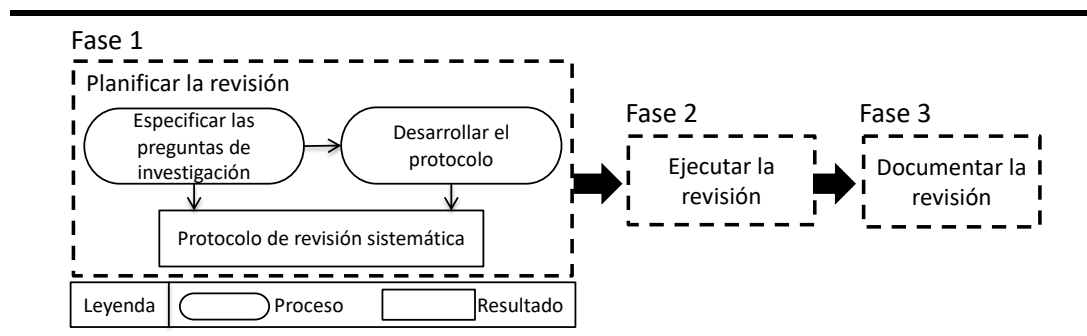 Fase 1
Planificar la revisión
Especificar las
preguntas de
investigación
Desarrollar el
protocolo
Protocolo de revisión sistemática
Fase 2
Ejecutar la
revisión
Fase 3
Documentar la
revisión
Leyenda
Proceso
Resultado